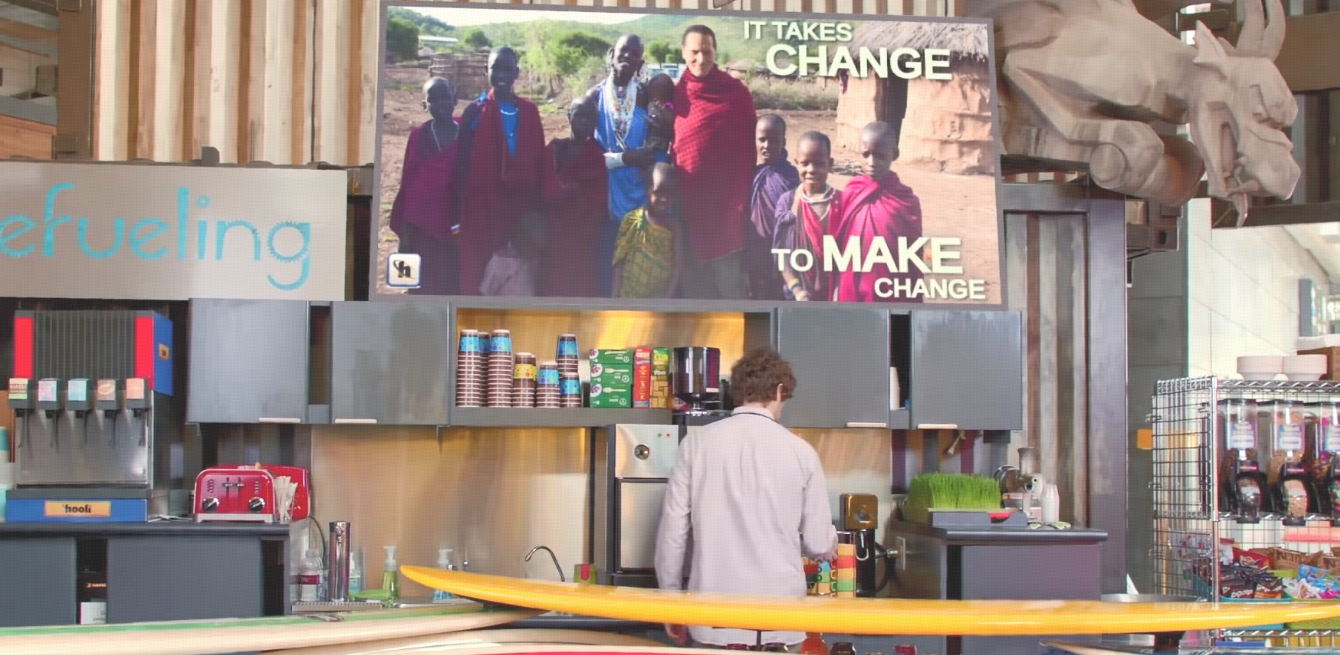 IT TAKES
CHANGE
TO MAKE
CHANGE
efueling
hooli
h